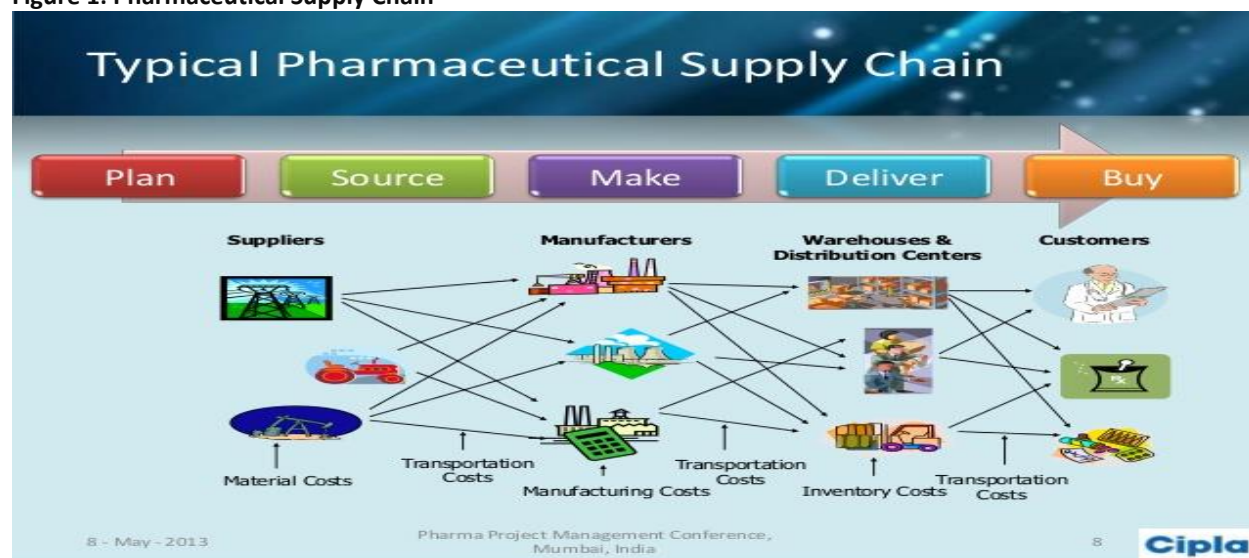 Figure 1: Pharmaceutical Supply Chain
Typical Pharmaceutical Supply Chain
Plan
Source
Make
Deliver
Buy
Suppliers
Manufacturers
Warehouses &
Distribution Centers
Customers
Rx
Material Costs
Transportation
Costs
Manufacturing Costs
Transportation
Costs
Inventory Costs
Transportation
Costs
8 - May - 2013
Pharma Project Management Conference,
Mumbai, India
8
Cipla